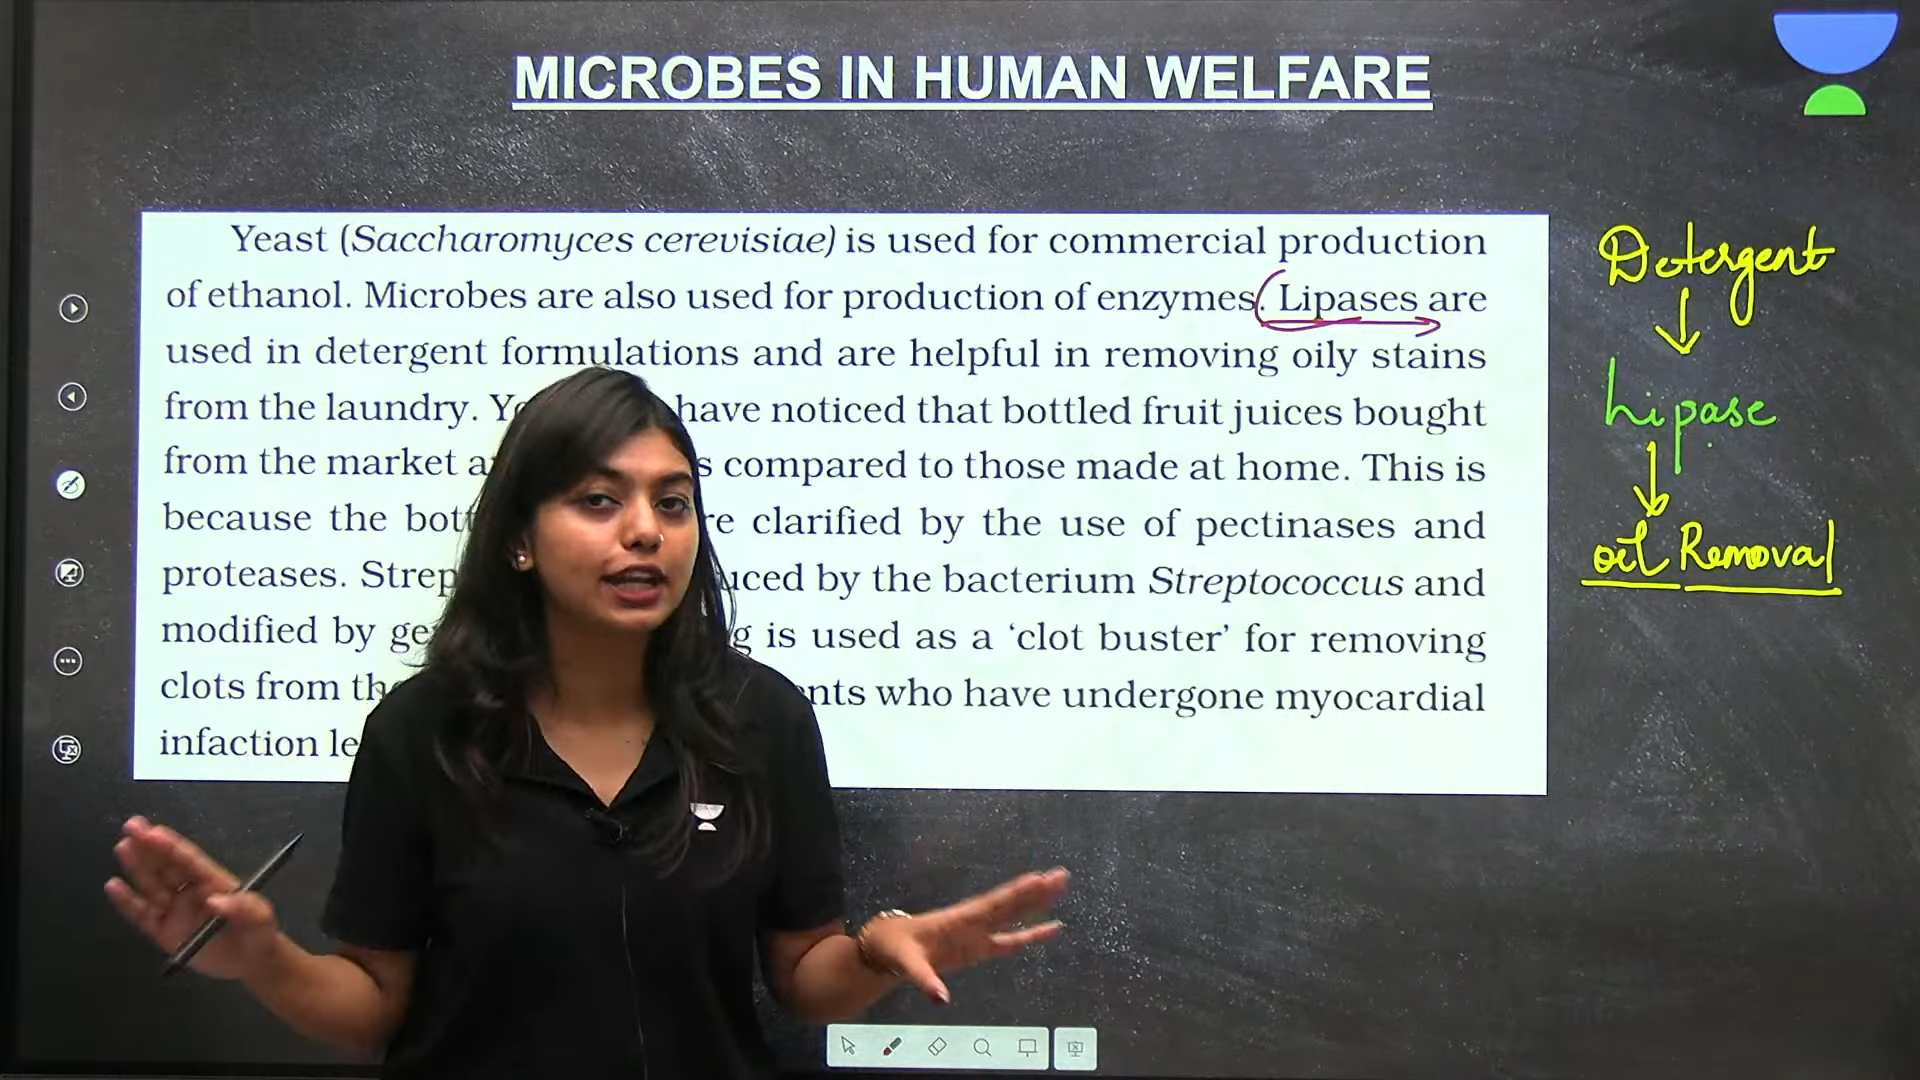 MICROBES IN HUMAN WELFARE
Yeast (Saccharomyces cerevisiae) is used for commercial production
of ethanol. Microbes are also used for production of enzymes. Lipases are
used in detergent formulations and are helpful in removing oily stains
from the laundry. have noticed that bottled fruit juices bought
from the market compared to those made at home. This is
because the clarified by the use of pectinases and
proteases. by the bacterium Streptococcus and
modified by is used as a ‘clot buster’ for removing
clots from who have undergone myocardial
infaction
Detergent
Lipase
oil Removal